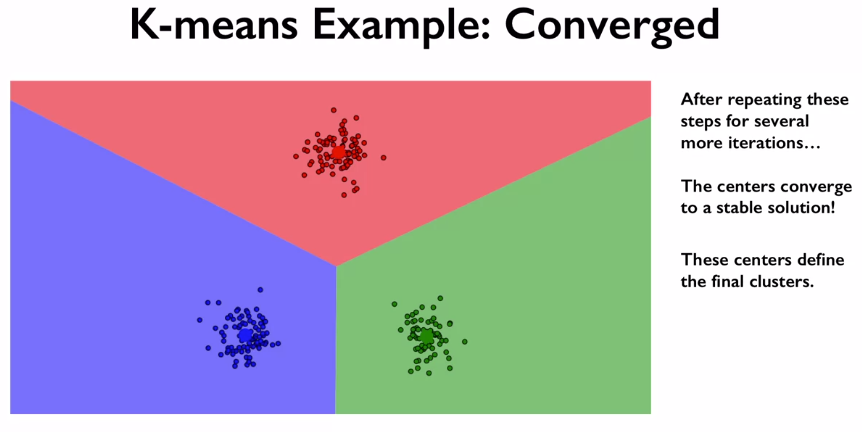 K-means Example: Converged
After repeating these
steps for several
more iterations...
The centers converge
to a stable solution!
These centers define
the final clusters.